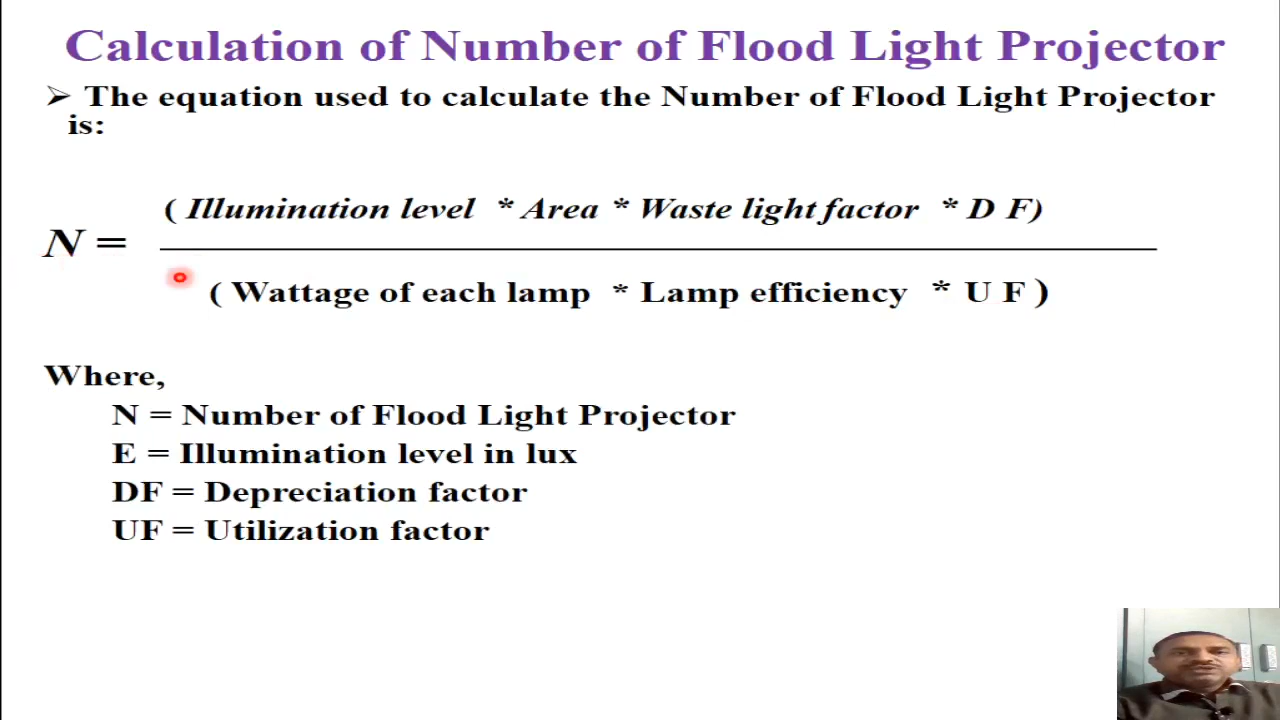 Calculation of Number of Flood Light Projector
➢ The equation used to calculate the Number of Flood Light Projector
is:
( Illumination level * Area * Waste light factor * D F)
N =
( Wattage of each lamp * Lamp efficiency * U F )
Where,
N = Number of Flood Light Projector
E = Illumination level in lux
DF = Depreciation factor
UF = Utilization factor